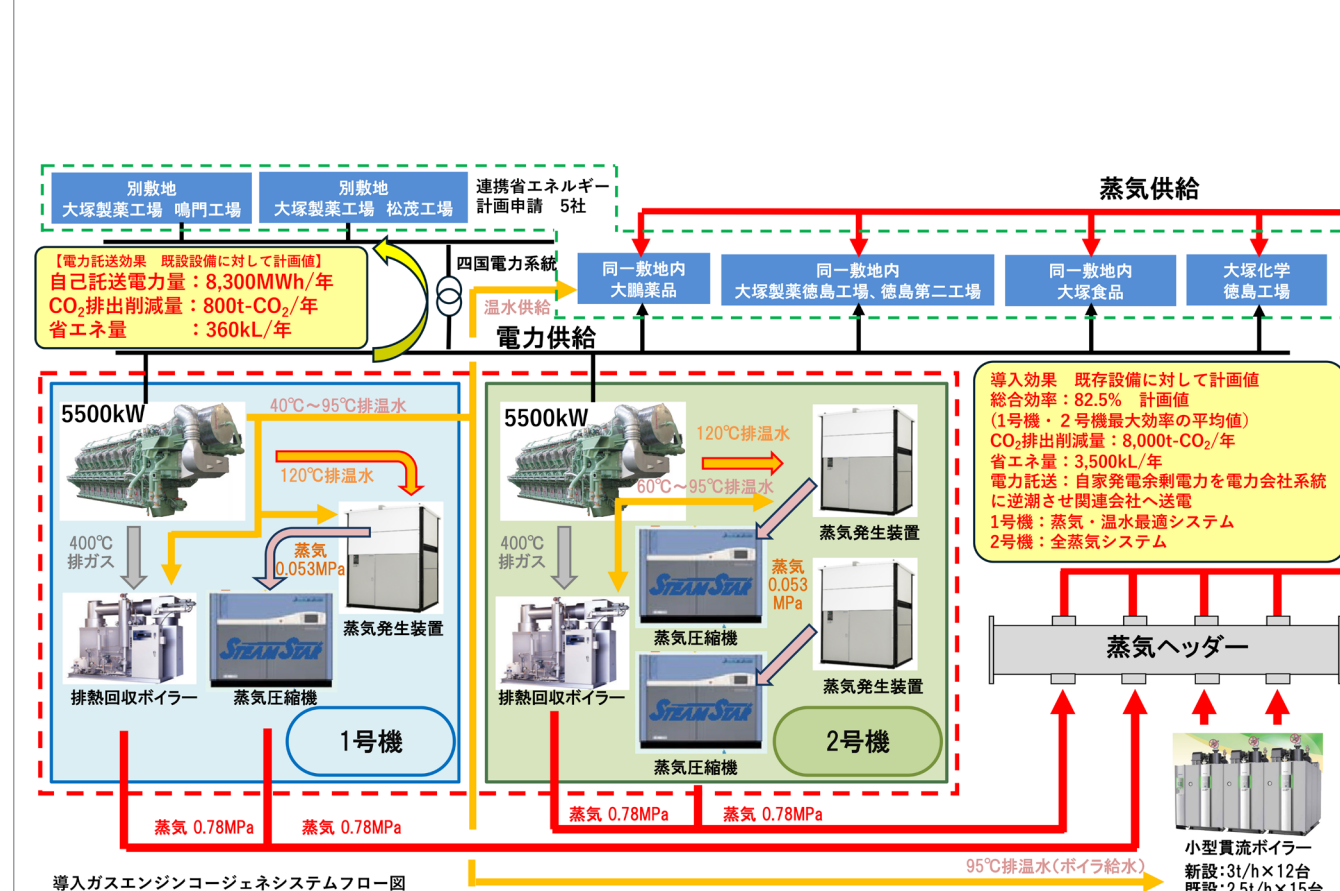 別敷地
大塚製薬工場 鳴門工場
別敷地
大塚製薬工場 松茂工場
連携省エネルギー
計画申請 5社
蒸気供給
【電力託送効果 既設設備に対して計画値】
自己託送電力量：8,300MWh/年
CO₂排出削減量：800t-CO₂/年
省エネ量 ：360kL/年
四国電力系統
温水供給
同一敷地内
大鵬薬品
同一敷地内
大塚製薬徳島工場、徳島第二工場
同一敷地内
大塚食品
大塚化学
徳島工場
電力供給
導入効果 既存設備に対して計画値
総合効率：82.5% 計画値
(1号機・２号機最大効率の平均値)
CO₂排出削減量：8,000t-CO₂/年
省エネ量：3,500kL/年
電力託送：自家発電余剰電力を電力会社系統
に逆潮させ関連会社へ送電
1号機：蒸気・温水最適システム
2号機：全蒸気システム
5500kW
40℃～95℃排温水
120℃排温水
400℃
排ガス
蒸気
0.053MPa
蒸気発生装置
STEAM STAR
排熱回収ボイラー
蒸気圧縮機
1号機
5500kW
120℃排温水
60℃～95℃排温水
蒸気発生装置
400℃
排ガス
STEAM STAR
蒸気
0.053
MPa
蒸気圧縮機
蒸気発生装置
排熱回収ボイラー
STEAM STAR
蒸気圧縮機
2号機
蒸気ヘッダー
蒸気 0.78MPa
蒸気 0.78MPa
蒸気 0.78MPa
蒸気 0.78MPa
小型貫流ボイラー
新設：3t/h×12台
既設：2.5t/h×15台
95℃排温水(ボイラ給水)
導入ガスエンジンコージェネシステムフロー図